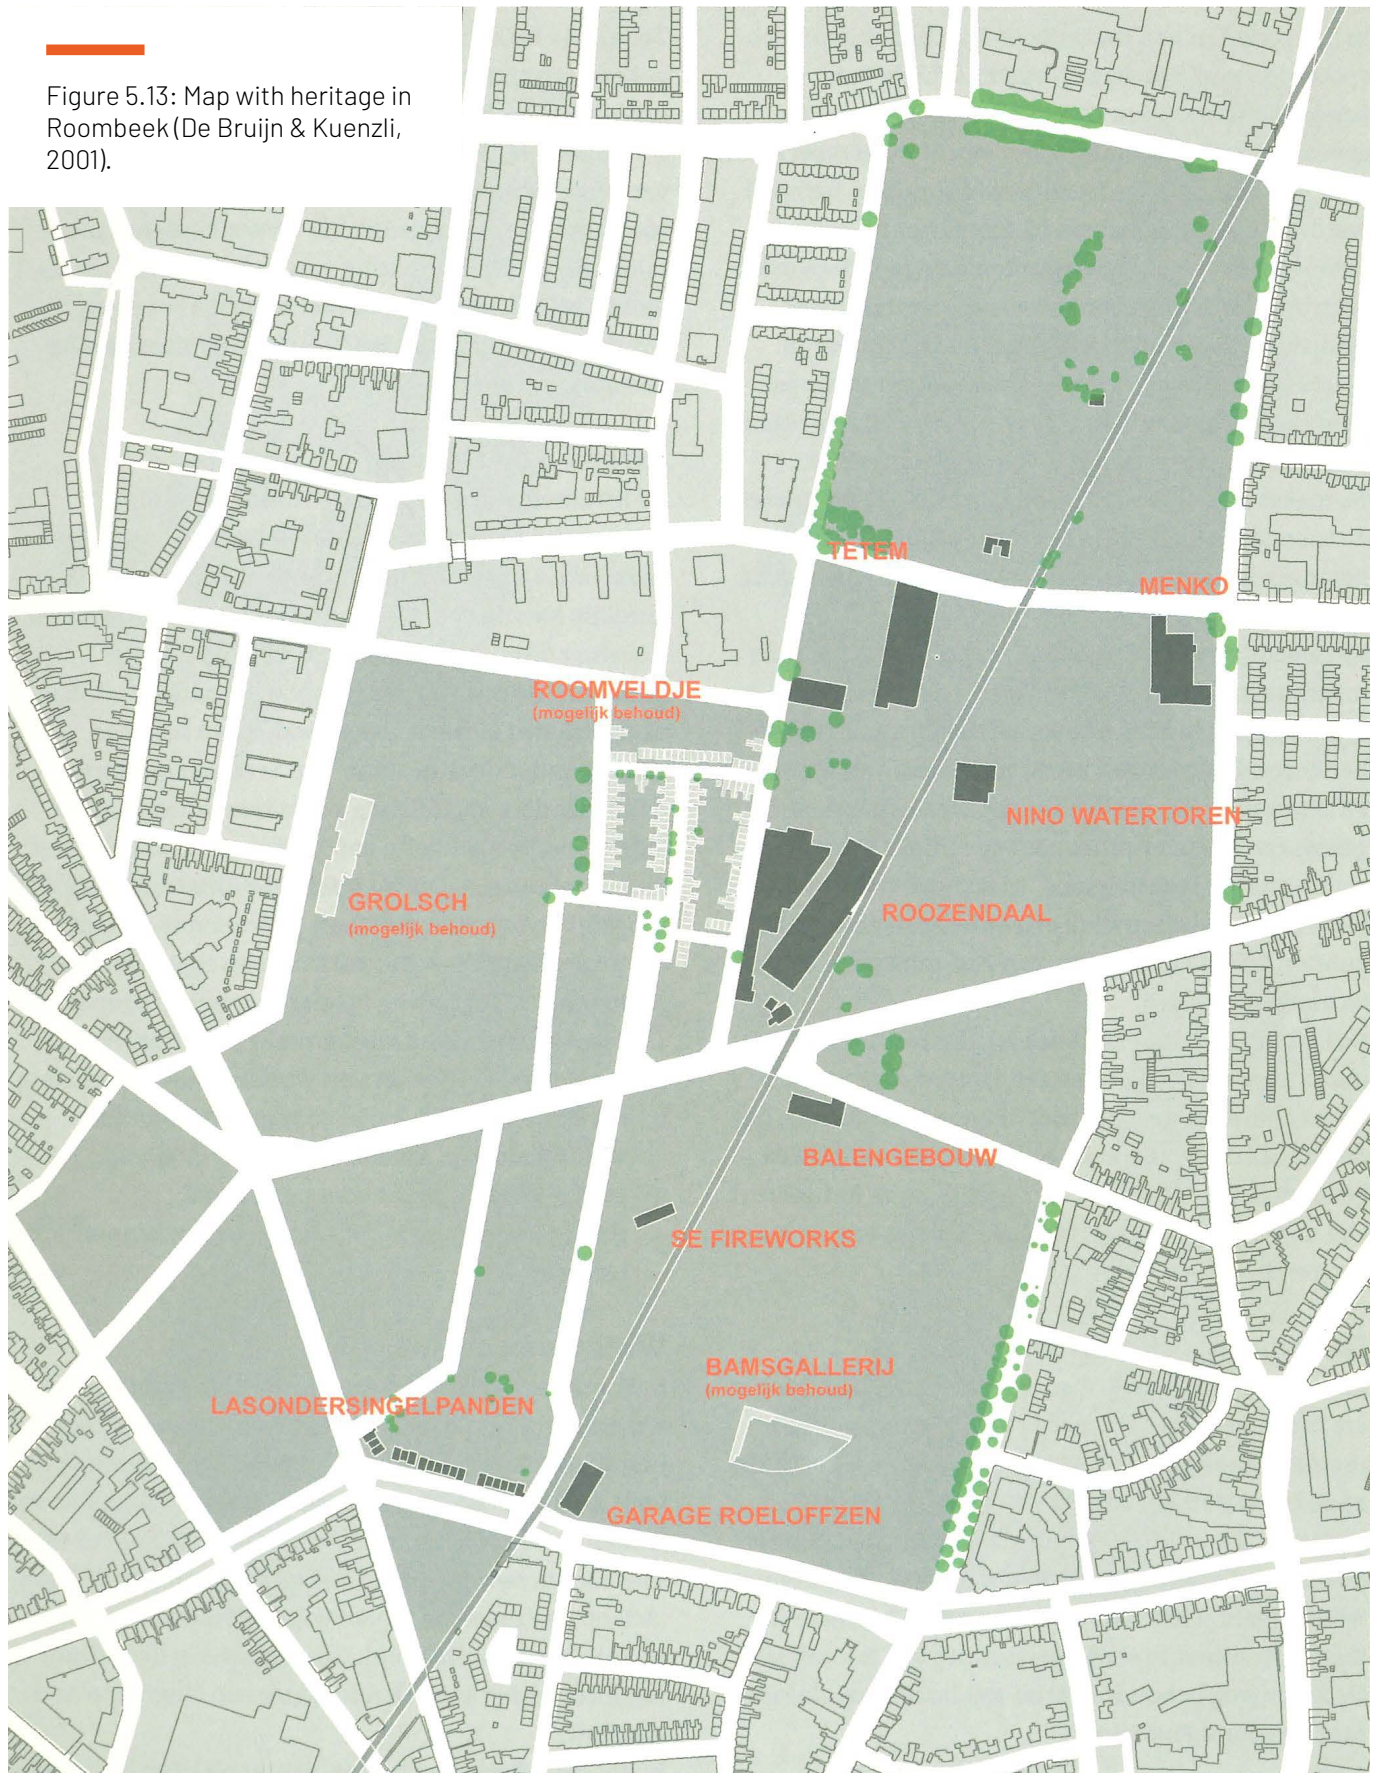 Figure 5.13: Map with heritage in
Roombeek (De Bruijn & Kuenzli,
2001).
TETEM
MENKO
ROOMVELDJE
(mogelijk behoud)
NINO WATERTOREN
GROLSCH
(mogelijk behoud)
ROOZENDAAL
BALENGEBOUW
SE FIREWORKS
BAMSGALLERIJ
(mogelijk behoud)
LASONDERSINGELPANDEN
GARAGE ROELOFFZEN